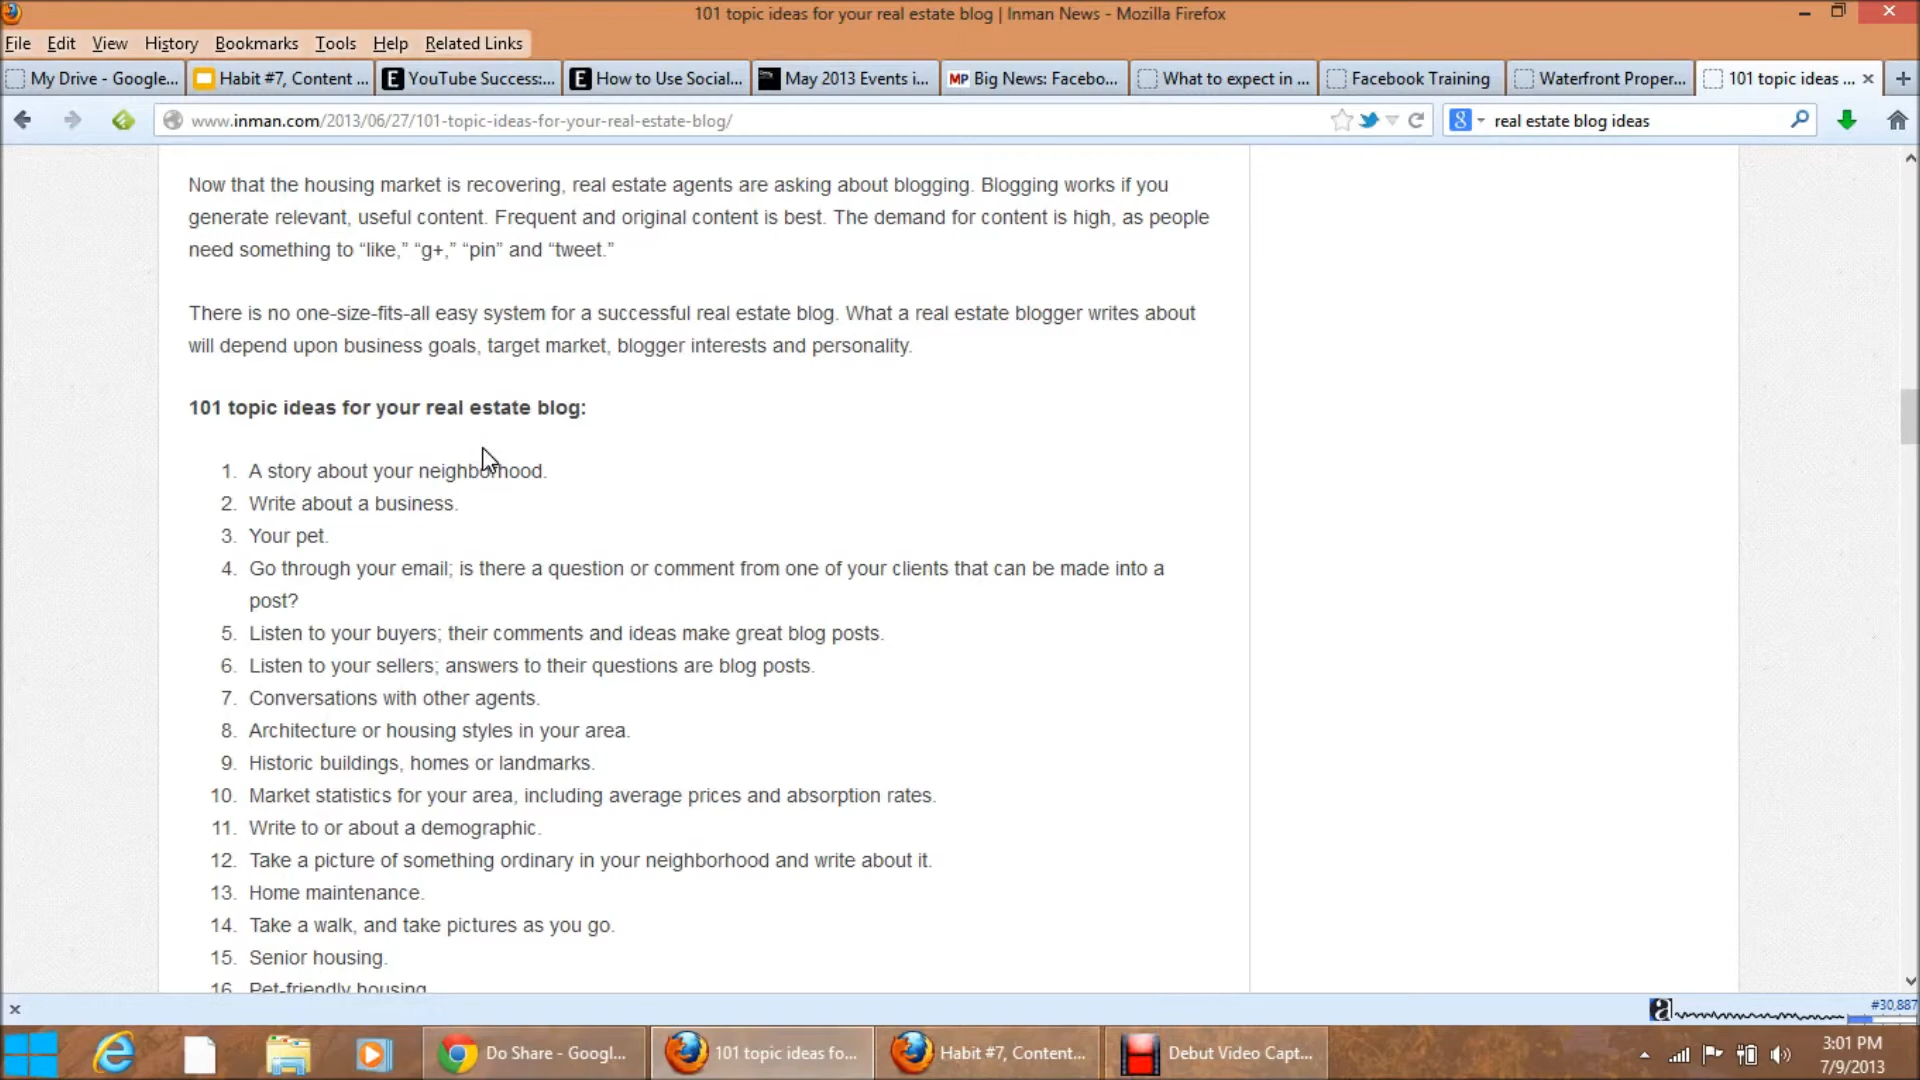 101 topic ideas for your real estate blog | Inman News - Mozilla Firefox
File Edit View History Bookmarks Tools Help Related Links
My Drive - Google... Habit #7, Content ... YouTube Success:... How to Use Social... May 2013 Events i... MP Big News: Facebo... What to expect in ... Facebook Training Waterfront Proper... 101 topic ideas ...
www.inman.com/2013/06/27/101-topic-ideas-for-your-real-estate-blog/ real estate blog ideas
Now that the housing market is recovering, real estate agents are asking about blogging. Blogging works if you
generate relevant, useful content. Frequent and original content is best. The demand for content is high, as people
need something to “like,” “g+,” “pin” and “tweet.”
There is no one-size-fits-all easy system for a successful real estate blog. What a real estate blogger writes about
will depend upon business goals, target market, blogger interests and personality.
101 topic ideas for your real estate blog:
1. A story about your neighborhood.
2. Write about a business.
3. Your pet.
4. Go through your email; is there a question or comment from one of your clients that can be made into a
post?
5. Listen to your buyers; their comments and ideas make great blog posts.
6. Listen to your sellers; answers to their questions are blog posts.
7. Conversations with other agents.
8. Architecture or housing styles in your area.
9. Historic buildings, homes or landmarks.
10. Market statistics for your area, including average prices and absorption rates.
11. Write to or about a demographic.
12. Take a picture of something ordinary in your neighborhood and write about it.
13. Home maintenance.
14. Take a walk, and take pictures as you go.
15. Senior housing.
16. Pet-friendly housing
#30,887
Do Share - Googl... 101 topic ideas fo... Habit #7, Content... Debut Video Capt...
3:01 PM
7/9/2013